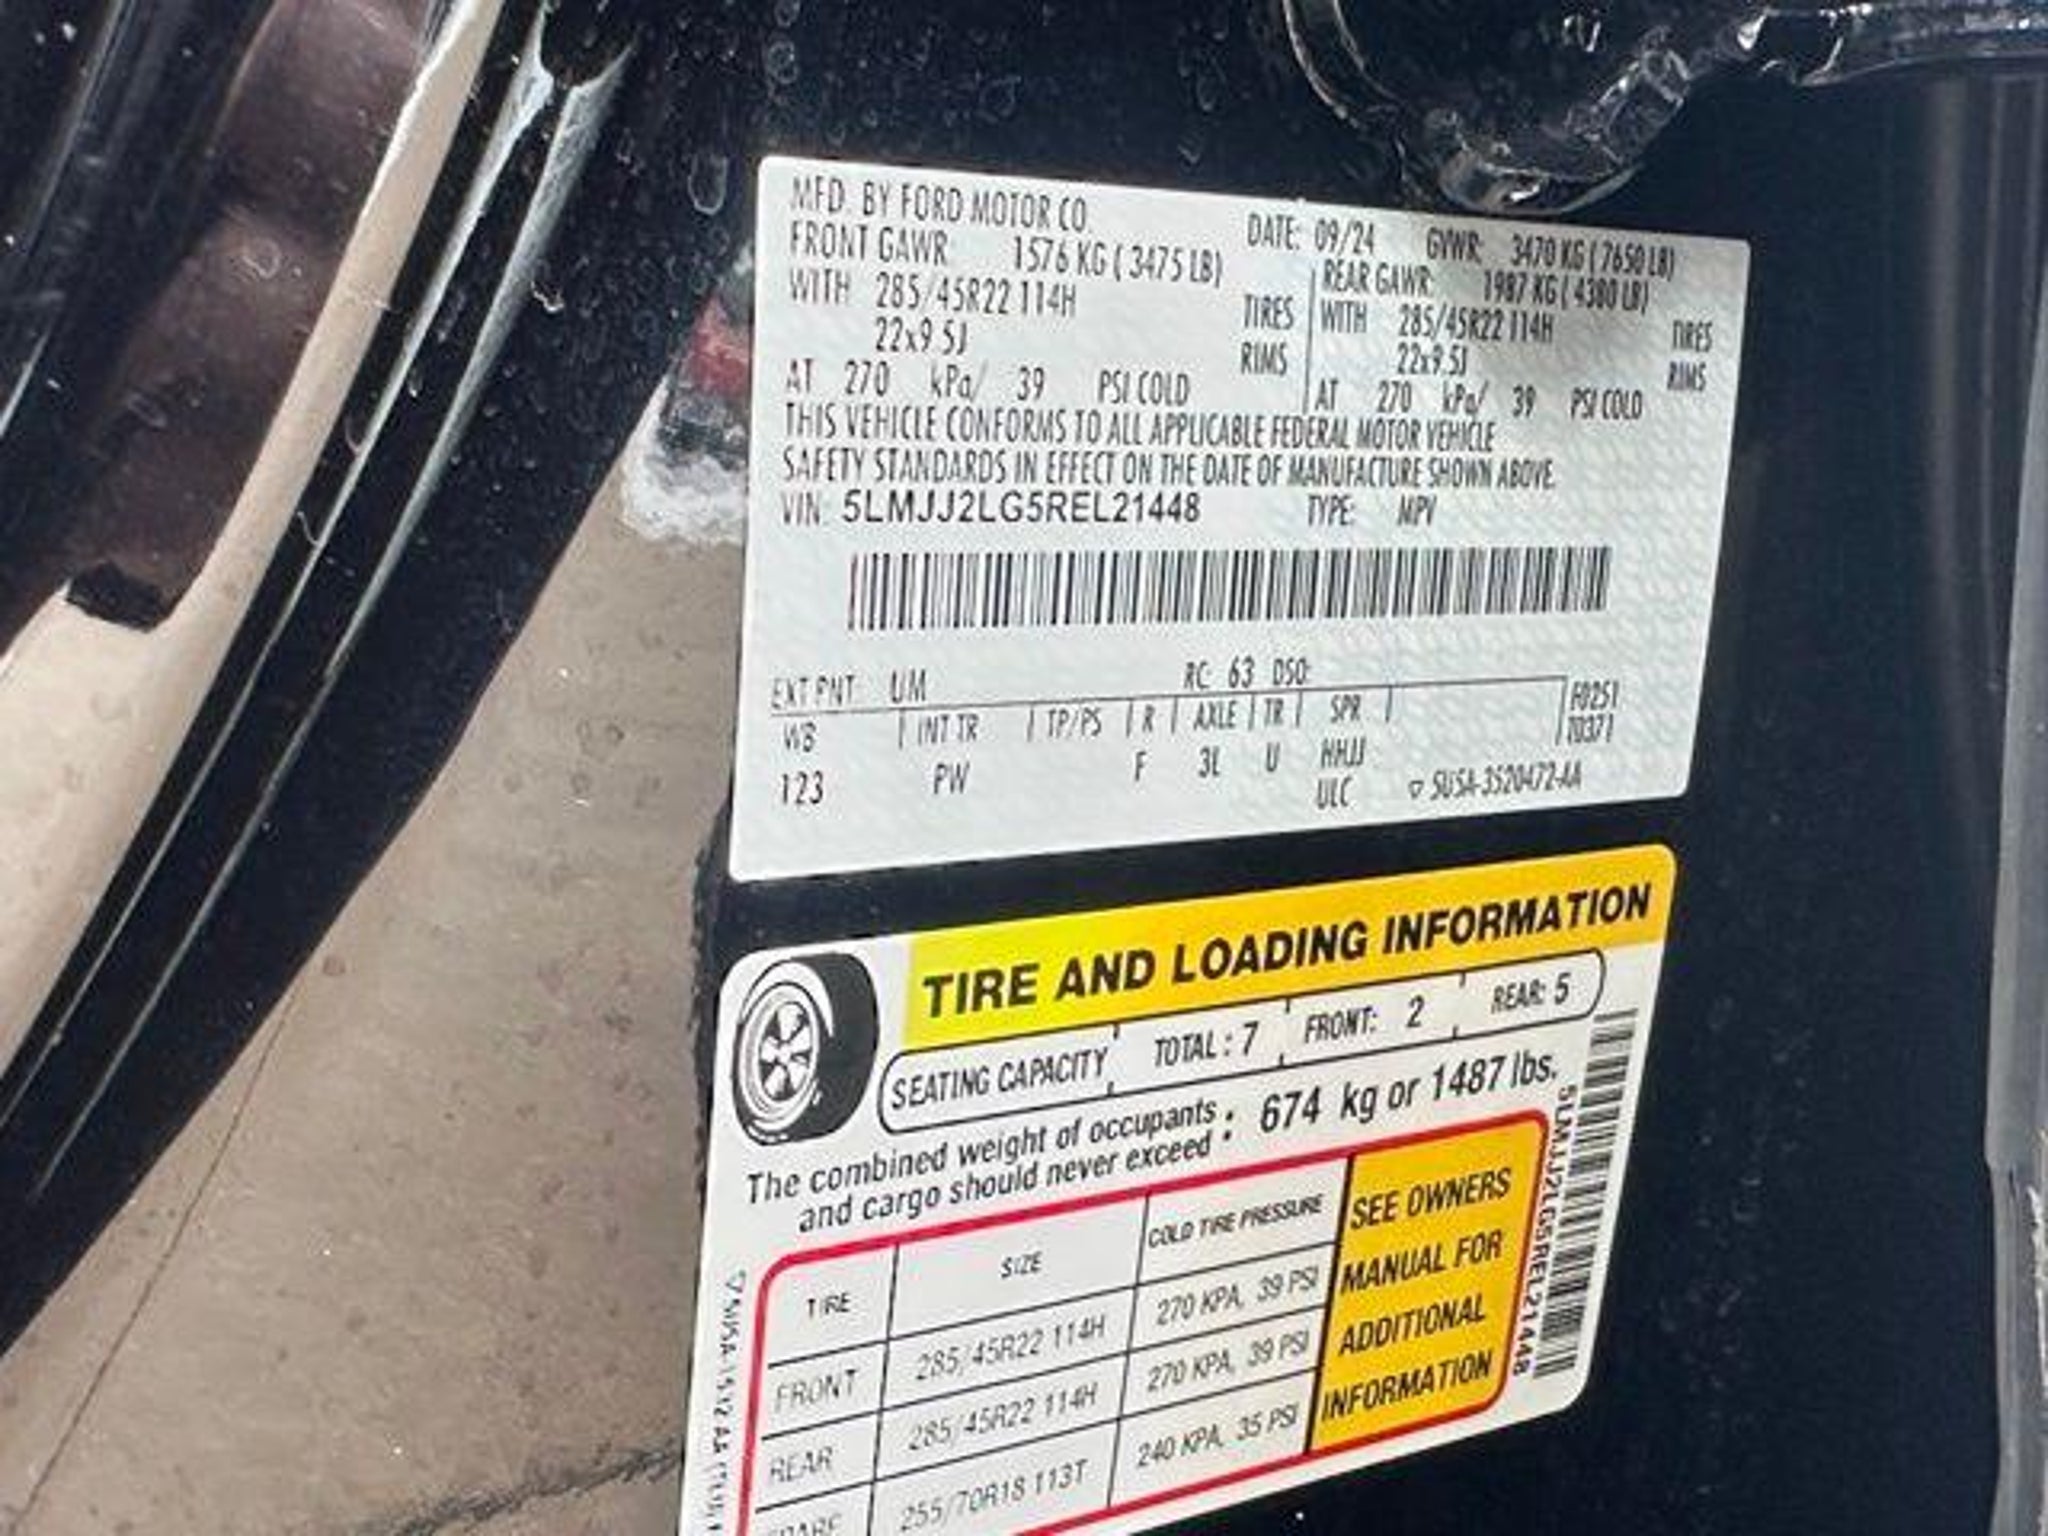 MFD. BY FORD MOTOR CO.
DATE: 09/24 GVWR: 3470 KG ( 7650 LB)
FRONT GAWR: 1576 KG ( 3475 LB)
WITH 285/45R22 114H TIRES
22x9.5J RIMS
AT 270 kPa/ 39 PSI COLD
REAR GAWR: 1987 KG ( 4380 LB)
WITH 285/45R22 114H TIRES
22x9.5J RIMS
AT 270 kPa/ 39 PSI COLD
THIS VEHICLE CONFORMS TO ALL APPLICABLE FEDERAL MOTOR VEHICLE
SAFETY STANDARDS IN EFFECT ON THE DATE OF MANUFACTURE SHOWN ABOVE.
VIN: 5LMJJ2LG5REL21448 TYPE: MPV
EXT PNT: UM RC: 63 DSO:
WB INT TR TP/PS R AXLE TR SPR
123 PW F 3L U HHJJ
ULC
F0251
T0371
5U5A-3520472-AA
TIRE AND LOADING INFORMATION
SEATING CAPACITY TOTAL : 7 FRONT: 2 REAR: 5
The combined weight of occupants
and cargo should never exceed : 674 kg or 1487 lbs.
TIRE SIZE COLD TIRE PRESSURE
FRONT 285/45R22 114H 270 KPA, 39 PSI
REAR 285/45R22 114H 270 KPA, 39 PSI
SPARE 255/70R18 113T 240 KPA, 35 PSI
SEE OWNERS
MANUAL FOR
ADDITIONAL
INFORMATION
5LMJJ2LG5REL21448